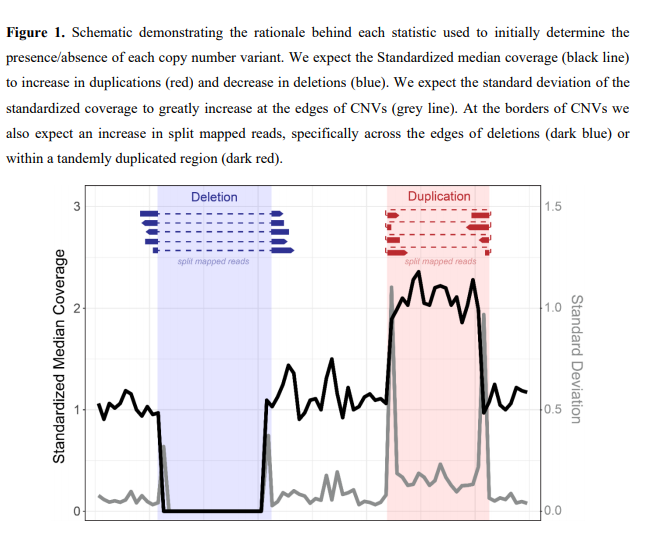 Figure 1. Schematic demonstrating the rationale behind each statistic used to initially determine the
presence/absence of each copy number variant. We expect the Standardized median coverage (black line)
to increase in duplications (red) and decrease in deletions (blue). We expect the standard deviation of the
standardized coverage to greatly increase at the edges of CNVs (grey line). At the borders of CNVs we
also expect an increase in split mapped reads, specifically across the edges of deletions (dark blue) or
within a tandemly duplicated region (dark red).
Deletion
Duplication
split mapped reads
split mapped reads
Standardized Median Coverage
3
2
1
0
1.5
1.0
0.5
0.0
Standard Deviation